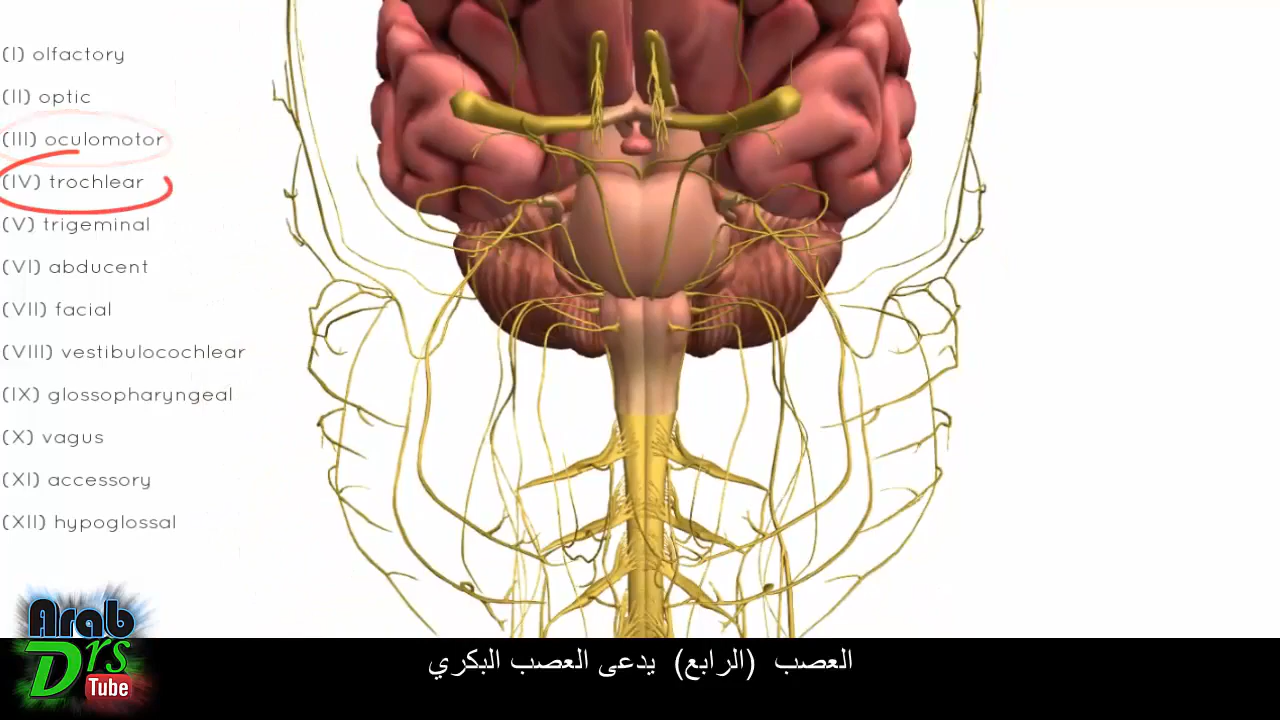 (I) olfactory
(II) optic
(III) oculomotor
(IV) trochlear
(V) trigeminal
(VI) abducent
(VII) facial
(VIII) vestibulocochlear
(IX) glossopharyngeal
(X) vagus
(XI) accessory
(XII) hypoglossal
Arab
Drs
Tube
العصب (الرابع) يدعى العصب البكري